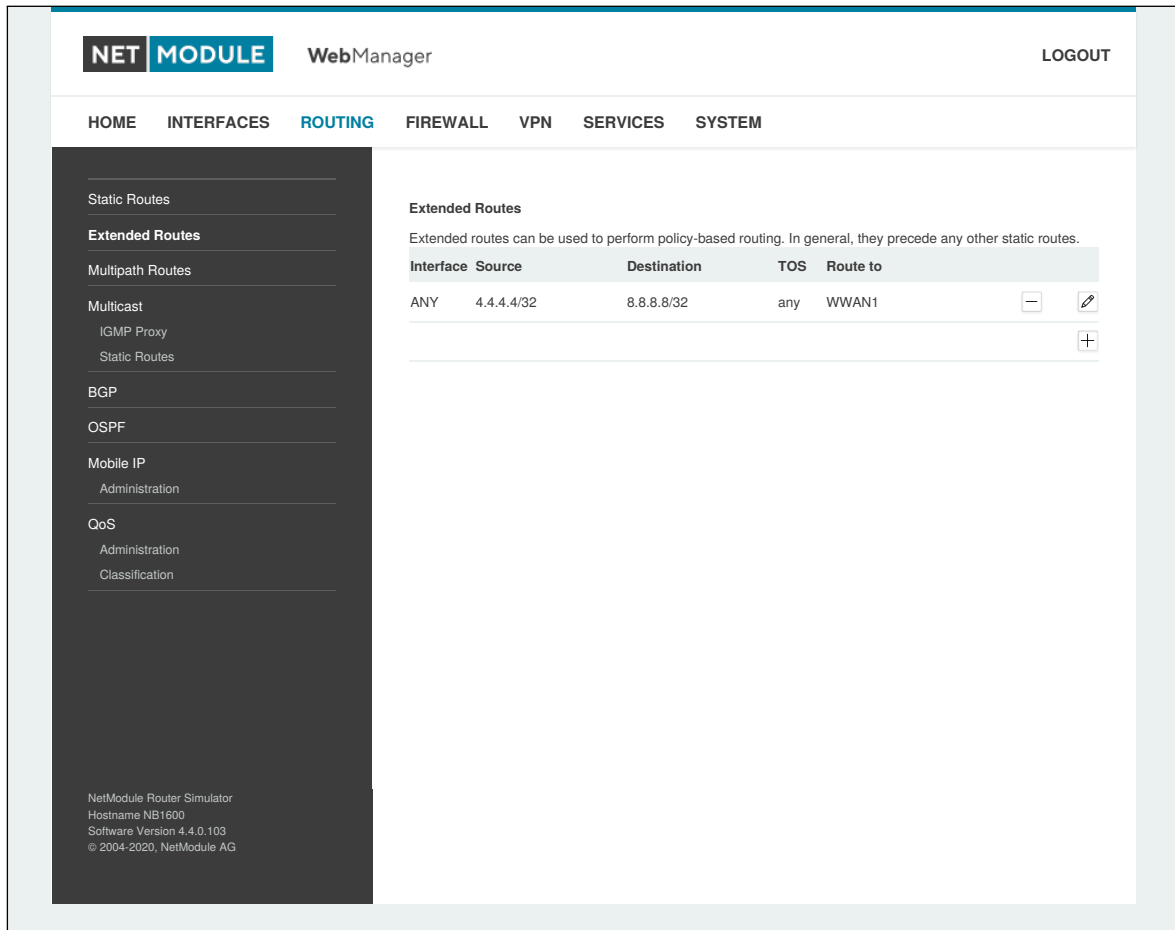 NET MODULE WebManager LOGOUT
HOME INTERFACES ROUTING FIREWALL VPN SERVICES SYSTEM
Static Routes
Extended Routes
Multipath Routes
Multicast
IGMP Proxy
Static Routes
BGP
OSPF
Mobile IP
Administration
QoS
Administration
Classification
NetModule Router Simulator
Hostname NB1600
Software Version 4.4.0.103
© 2004-2020, NetModule AG
Extended Routes
Extended routes can be used to perform policy-based routing. In general, they precede any other static routes.
Interface Source Destination TOS Route to
ANY 4.4.4.4/32 8.8.8.8/32 any WWAN1